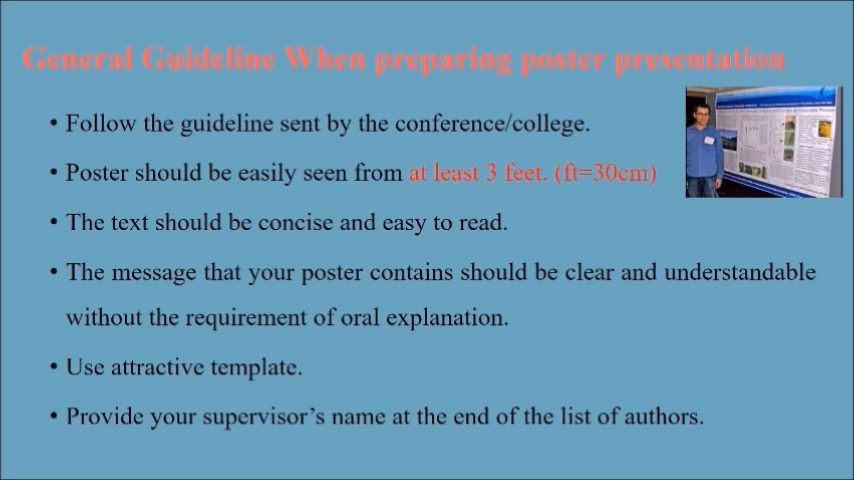 General Guideline When preparing poster presentation
• Follow the guideline sent by the conference/college.
• Poster should be easily seen from at least 3 feet. (ft=30cm)
• The text should be concise and easy to read.
• The message that your poster contains should be clear and understandable
without the requirement of oral explanation.
• Use attractive template.
• Provide your supervisor’s name at the end of the list of authors.